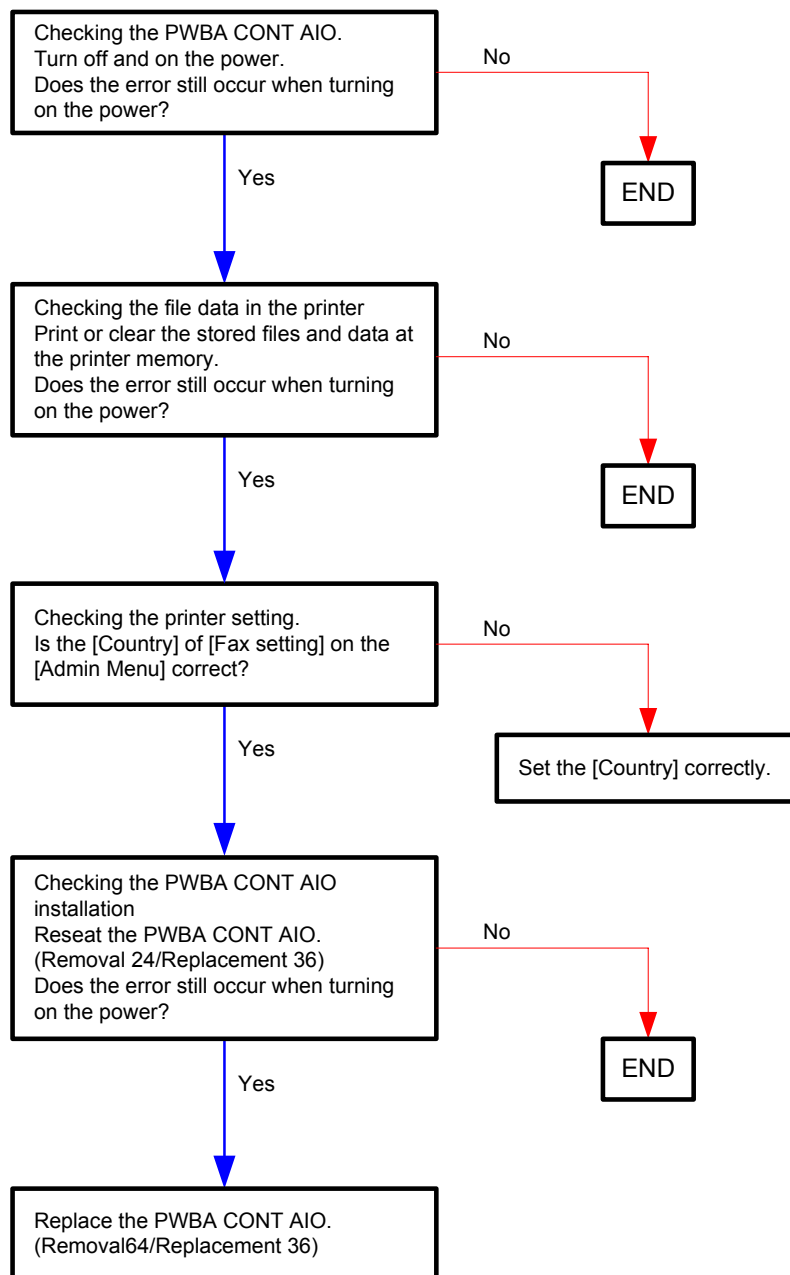 Checking the PWBA CONT AIO.
Turn off and on the power.
Does the error still occur when turning
on the power?
No
END
Yes
Checking the file data in the printer
Print or clear the stored files and data at
the printer memory.
Does the error still occur when turning
on the power?
No
END
Yes
Checking the printer setting.
Is the [Country] of [Fax setting] on the
[Admin Menu] correct?
No
Set the [Country] correctly.
Yes
Checking the PWBA CONT AIO
installation
Reseat the PWBA CONT AIO.
(Removal 24/Replacement 36)
Does the error still occur when turning
on the power?
No
END
Yes
Replace the PWBA CONT AIO.
(Removal64/Replacement 36)